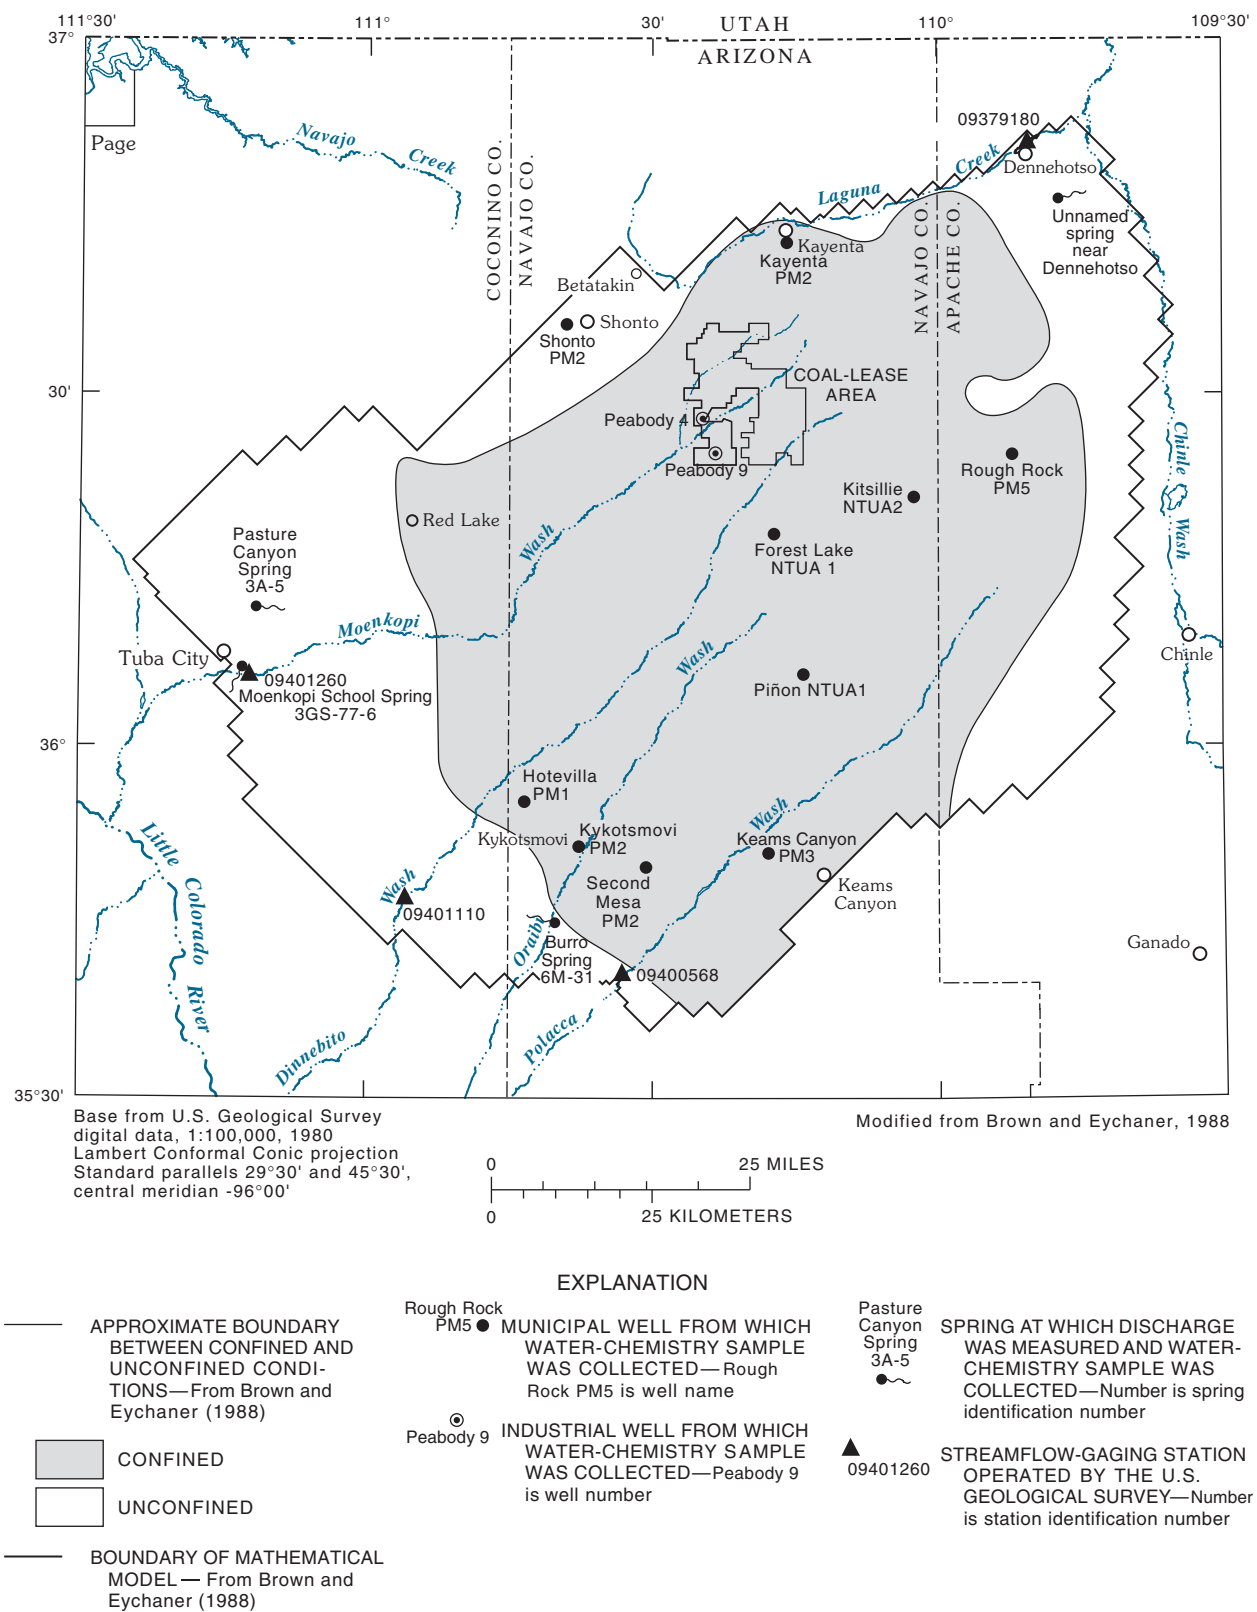 111°30'
111°
30'
110°
109°30'
UTAH
ARIZONA
37°
Page
Navajo
Creek
COCONINO CO.
NAVAJO CO.
09379180
Dennehotso
Creek
Laguna
Unnamed
spring
near
Dennehotso
Kayenta
Kayenta
PM2
NAVAJO CO.
APACHE CO.
Betatakin
Shonto
Shonto
PM2
30'
COAL-LEASE
AREA
Peabody 4
Peabody 9
Rough Rock
PM5
Kitsillie
NTUA2
Chinle
Wash
Red Lake
Wash
Forest Lake
NTUA 1
Pasture
Canyon
Spring
3A-5
Moenkopi
Wash
Chinle
Tuba City
09401260
Moenkopi School Spring
3GS-77-6
Piñon NTUA1
36°
Hotevilla
PM1
Wash
Kykotsmovi
Kykotsmovi
PM2
Keams Canyon
PM3
Little
Colorado
River
Wash
Second
Mesa
PM2
Keams
Canyon
09401110
Oraibi
Burro
Spring
6M-31
Ganado
09400568
Dinnebito
Polacca
35°30'
Base from U.S. Geological Survey
digital data, 1:100,000, 1980
Lambert Conformal Conic projection
Standard parallels 29°30' and 45°30',
central meridian -96°00'
Modified from Brown and Eychaner, 1988
0
25 MILES
0
25 KILOMETERS
EXPLANATION
APPROXIMATE BOUNDARY
BETWEEN CONFINED AND
UNCONFINED CONDI-
TIONS—From Brown and
Eychaner (1988)
CONFINED
UNCONFINED
BOUNDARY OF MATHEMATICAL
MODEL— From Brown and
Eychaner (1988)
Rough Rock
PM5
MUNICIPAL WELL FROM WHICH
WATER-CHEMISTRY SAMPLE
WAS COLLECTED—Rough
Rock PM5 is well name
Peabody 9
INDUSTRIAL WELL FROM WHICH
WATER-CHEMISTRY SAMPLE
WAS COLLECTED—Peabody 9
is well number
Pasture
Canyon
Spring
3A-5
SPRING AT WHICH DISCHARGE
WAS MEASURED AND WATER-
CHEMISTRY SAMPLE WAS
COLLECTED—Number is spring
identification number
09401260
STREAMFLOW-GAGING STATION
OPERATED BY THE U.S.
GEOLOGICAL SURVEY—Number
is station identification number